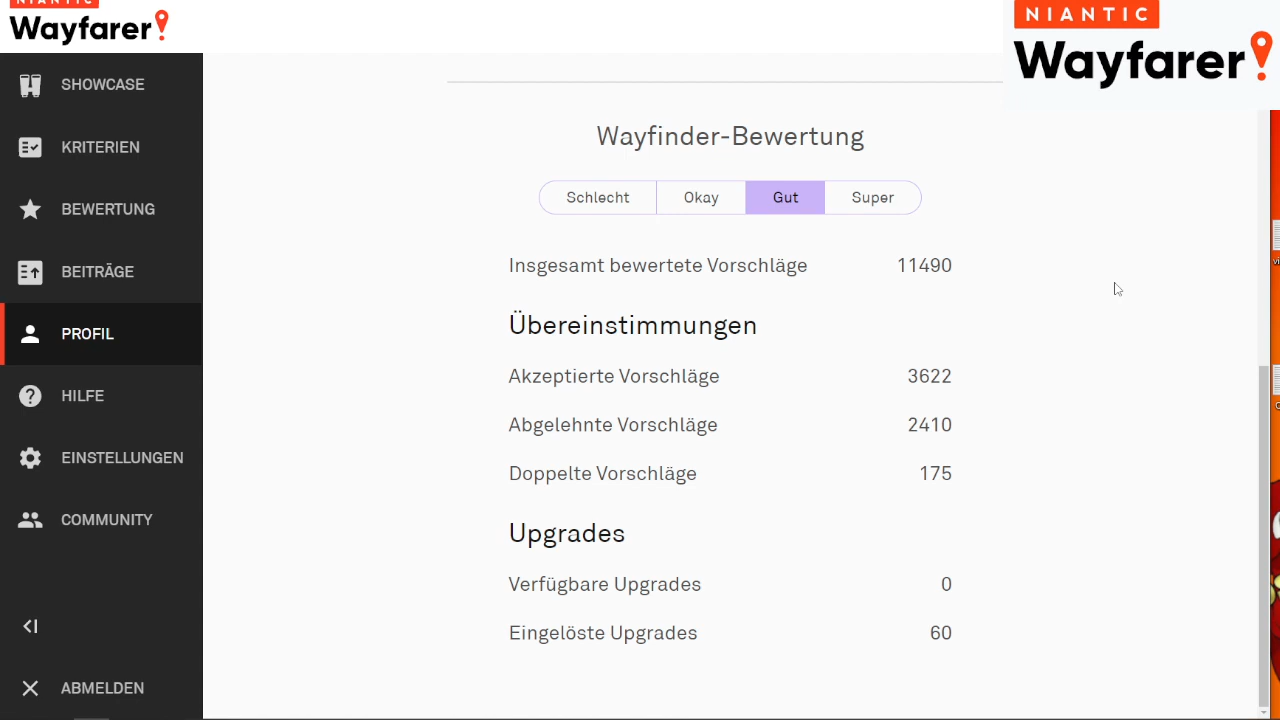 NIANTIC
Wayfarer
NIANTIC
Wayfarer
SHOWCASE
KRITERIEN
BEWERTUNG
BEITRÄGE
PROFIL
HILFE
EINSTELLUNGEN
COMMUNITY
ABMELDEN
Wayfinder-Bewertung
Schlecht Okay Gut Super
Insgesamt bewertete Vorschläge 11490
Übereinstimmungen
Akzeptierte Vorschläge 3622
Abgelehnte Vorschläge 2410
Doppelte Vorschläge 175
Upgrades
Verfügbare Upgrades 0
Eingelöste Upgrades 60